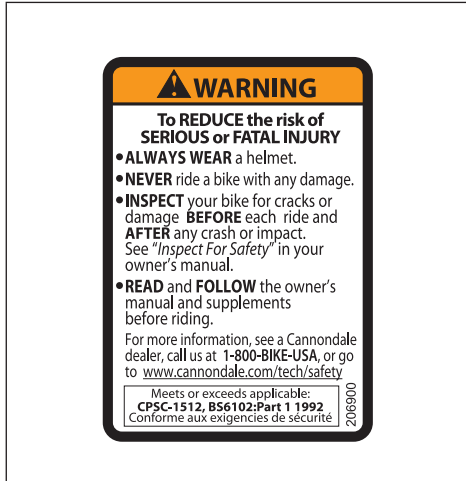 WARNING
To REDUCE the risk of
SERIOUS or FATAL INJURY
• ALWAYS WEAR a helmet.
• NEVER ride a bike with any damage.
• INSPECT your bike for cracks or
damage BEFORE each ride and
AFTER any crash or impact.
See "Inspect For Safety" in your
owner's manual.
• READ and FOLLOW the owner's
manual and supplements
before riding.
For more information, see a Cannondale
dealer, call us at 1-800-BIKE-USA, or go
to www.cannondale.com/tech/safety
Meets or exceeds applicable:
CPSC-1512, BS6102:Part 1 1992
Conforme aux exigencies de sécurité
206900